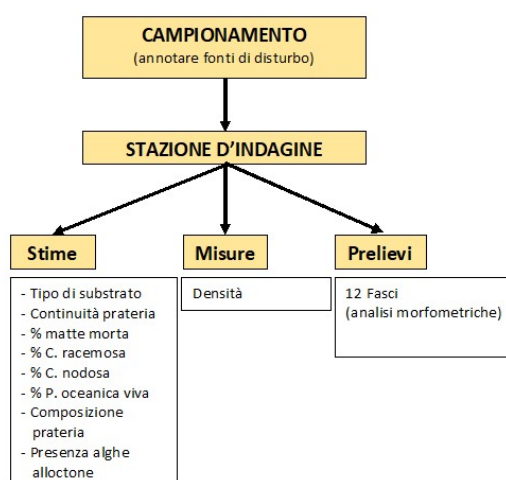 CAMPIONAMENTO
(annotare fonti di disturbo)
STAZIONE D'INDAGINE
Stime
Misure
Prelievi
- Tipo di substrato
- Continuità prateria
- % matte morta
- % C. racemosa
- % C. nodosa
- % P. oceanica viva
- Composizione
prateria
- Presenza alghe
alloctone
Densità
12 Fasci
(analisi morfometriche)